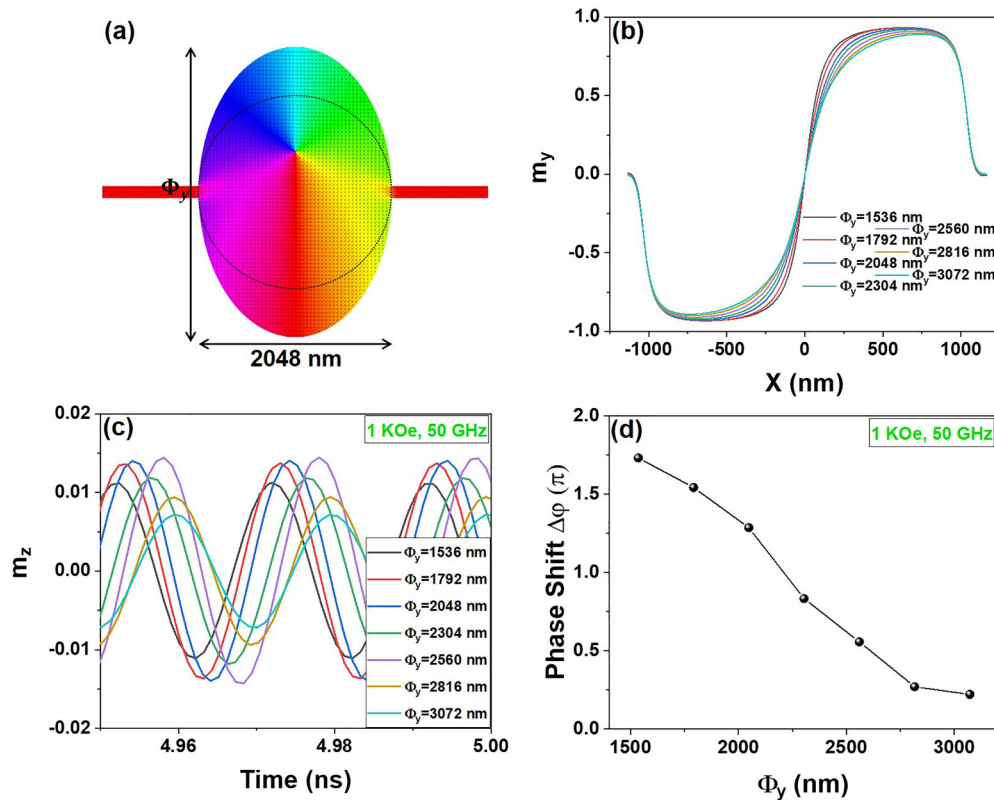 (a)
Φy
2048 nm
(b)
my
1.0
0.5
0.0
-0.5
-1.0
Φy=1536 nm
Φy=2560 nm
Φy=1792 nm
Φy=2816 nm
Φy=2048 nm
Φy=3072 nm
Φy=2304 nm
-1000
-500
0
500
1000
X (nm)
(c)
1 KOe, 50 GHz
mz
0.02
0.01
0.00
-0.01
-0.02
Φy=1536 nm
Φy=1792 nm
Φy=2048 nm
Φy=2304 nm
Φy=2560 nm
Φy=2816 nm
Φy=3072 nm
4.96
4.98
5.00
Time (ns)
(d)
1 KOe, 50 GHz
Phase Shift Δφ (π)
2.0
1.5
1.0
0.5
0.0
1500
2000
2500
3000
Φy (nm)